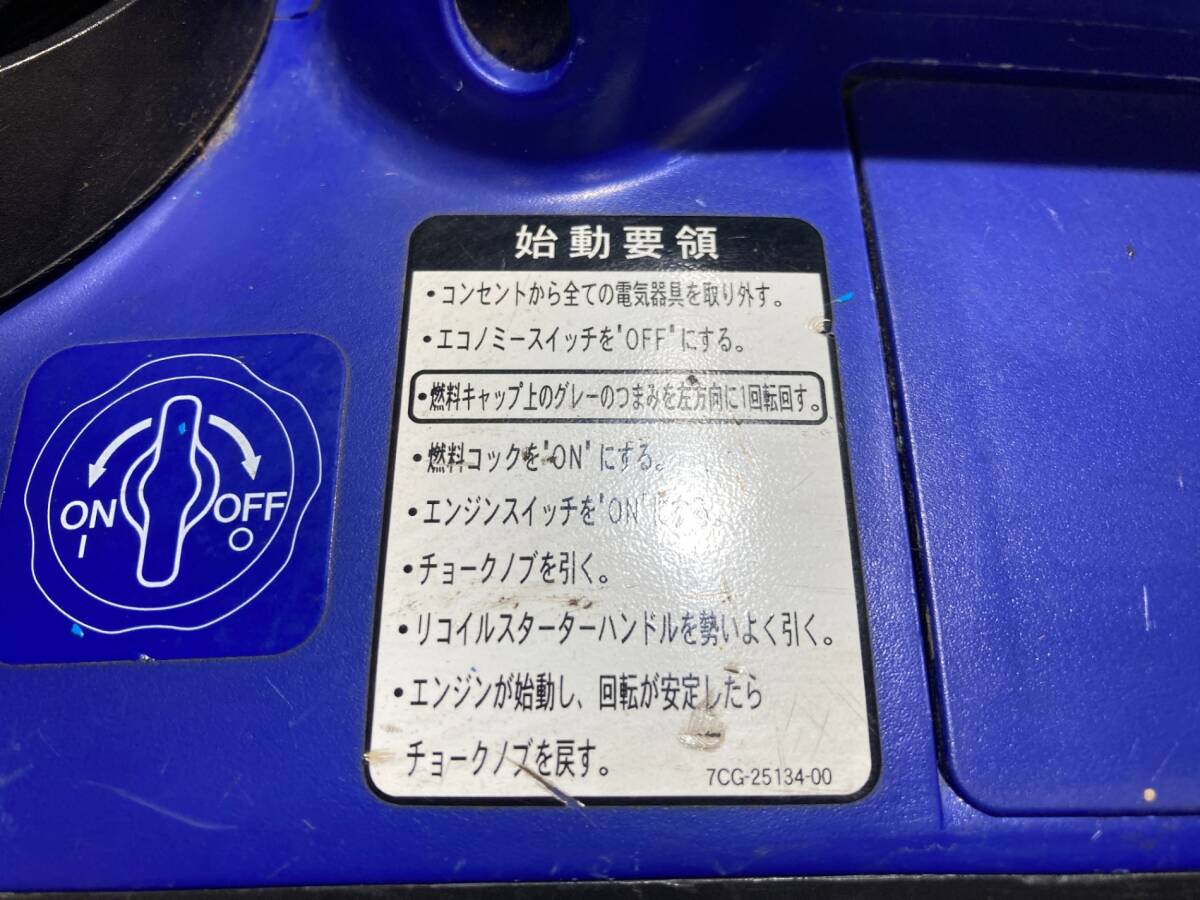 始動要領
・コンセントから全ての電気器具を取り外す。
・エコノミースイッチを"OFF"にする。
・燃料キャップ上のグレーのつまみを左方向に1回転回す。
・燃料コックを"ON"にする。
・エンジンスイッチを"ON"にする。
・チョークノブを引く。
・リコイルスターターハンドルを勢いよく引く。
・エンジンが始動し、回転が安定したら
チョークノブを戻す。
7CG-25134-00
ON OFF
I O